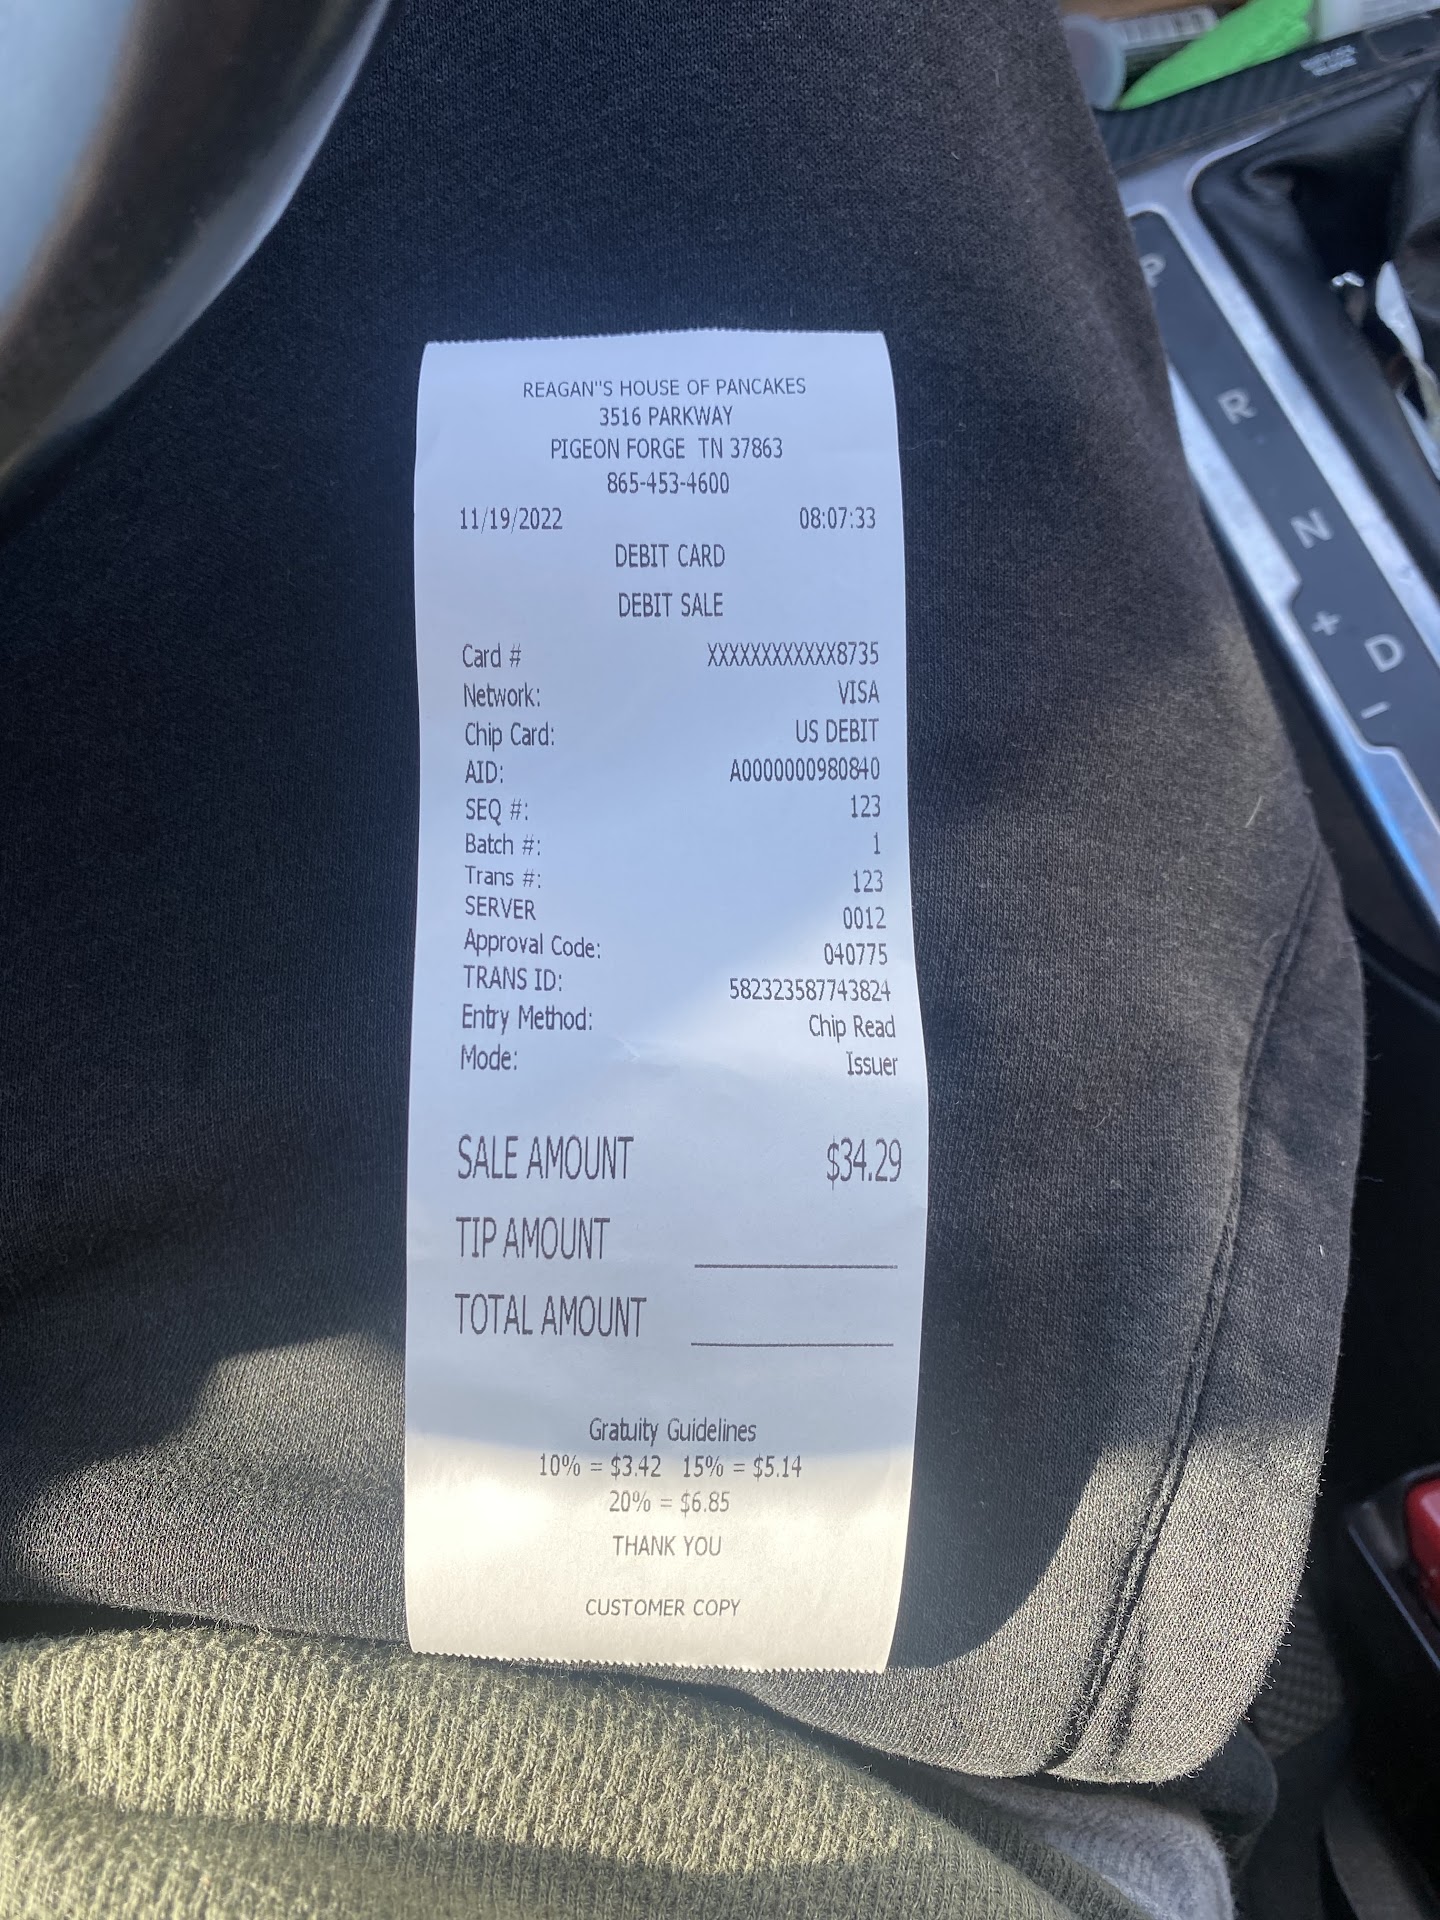 REAGAN"S HOUSE OF PANCAKES
3516 PARKWAY
PIGEON FORGE TN 37863
865-453-4600
11/19/2022 08:07:33
DEBIT CARD
DEBIT SALE
Card # XXXXXXXXXXXX8735
Network: VISA
Chip Card: US DEBIT
AID: A0000000980840
SEQ #: 123
Batch #: 1
Trans #: 123
SERVER 0012
Approval Code: 040775
TRANS ID: 582323587743824
Entry Method: Chip Read
Mode: Issuer
SALE AMOUNT $34.29
TIP AMOUNT
TOTAL AMOUNT
Gratuity Guidelines
10% = $3.42 15% = $5.14
20% = $6.85
THANK YOU
CUSTOMER COPY
P
R
N
+ D
-